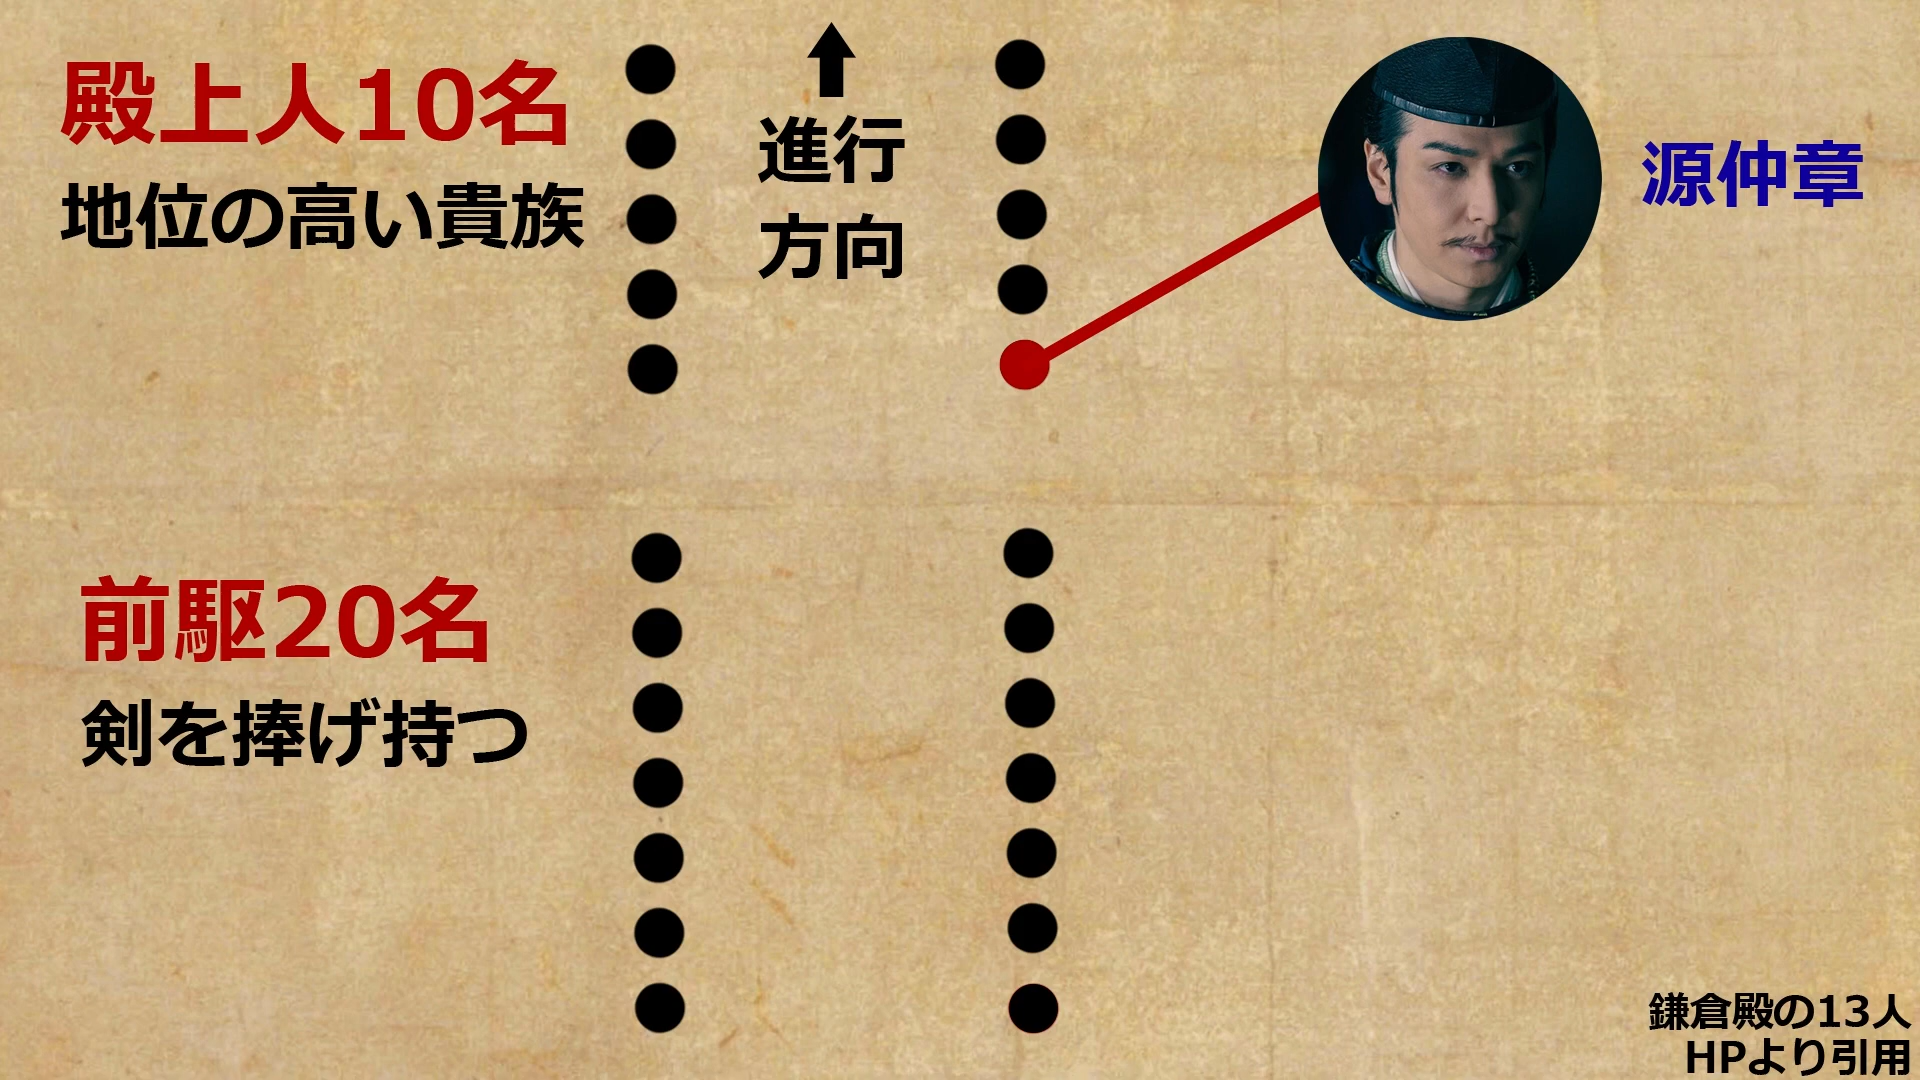 殿上人10名
地位の高い貴族
進行
方向
源仲章
前駆20名
剣を捧げ持つ
鎌倉殿の13人
HPより引用